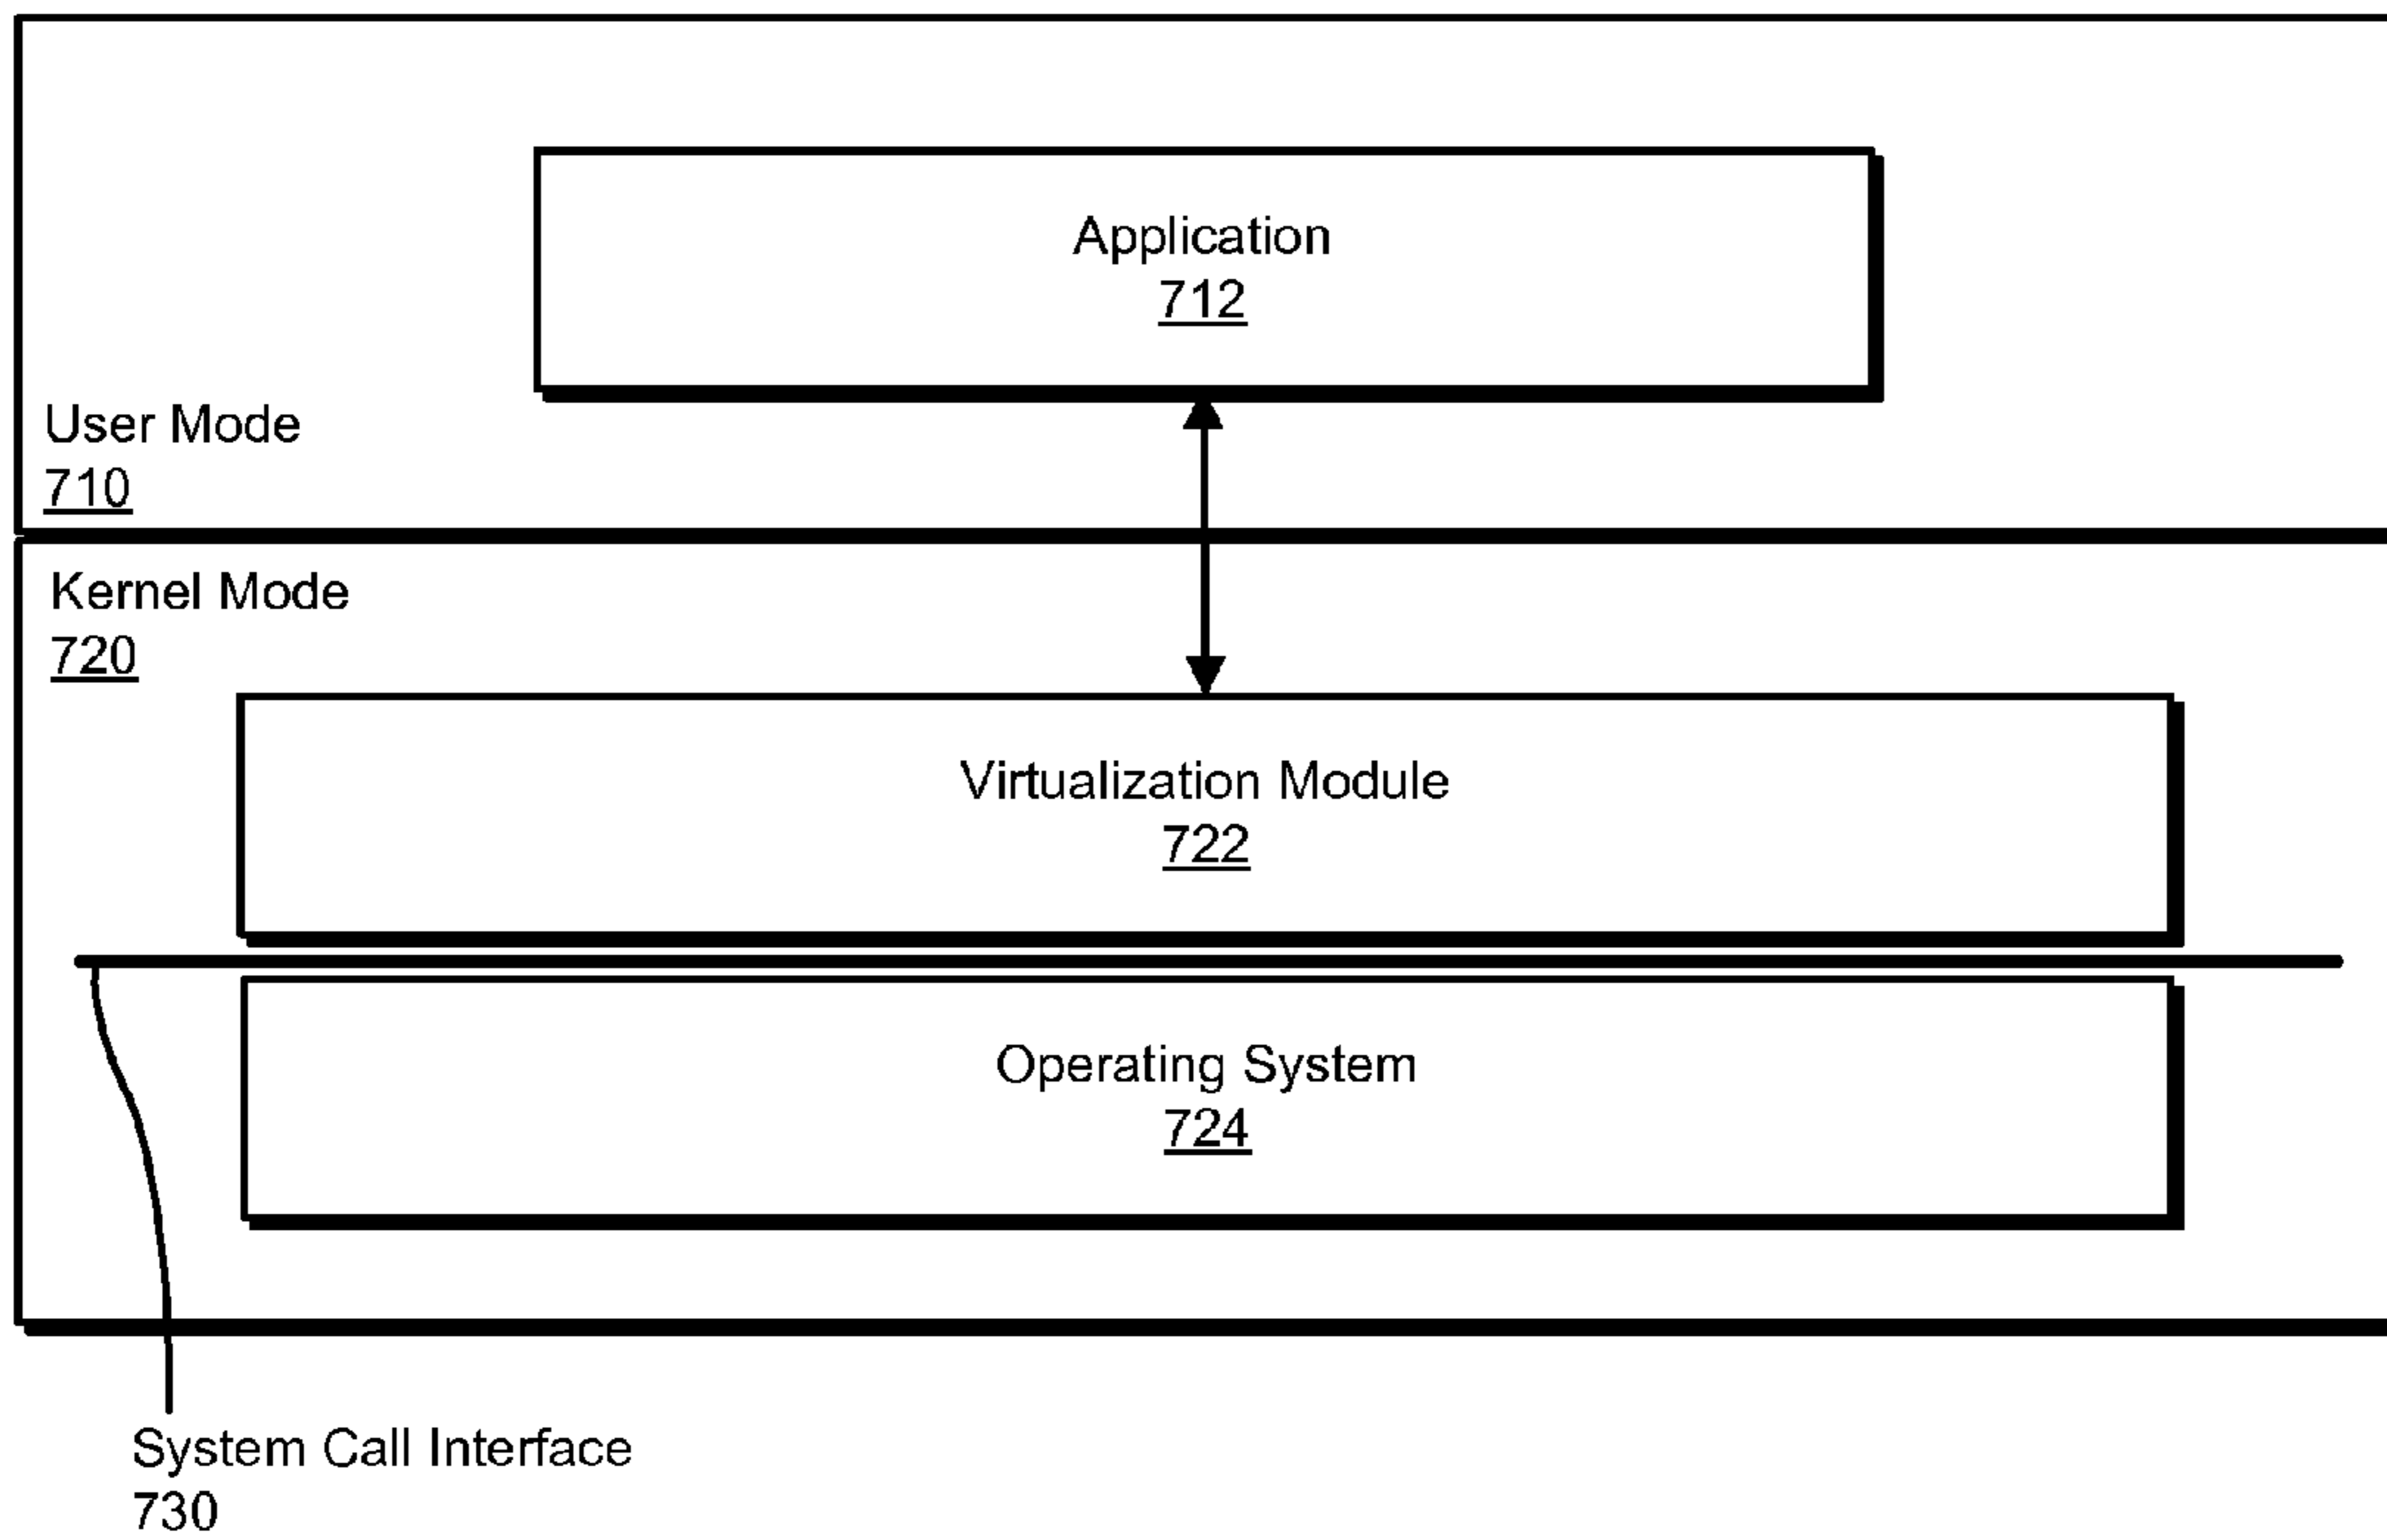 Application
712
User Mode
710
Kernel Mode
720
Virtualization Module
722
Operating System
724
System Call Interface
730